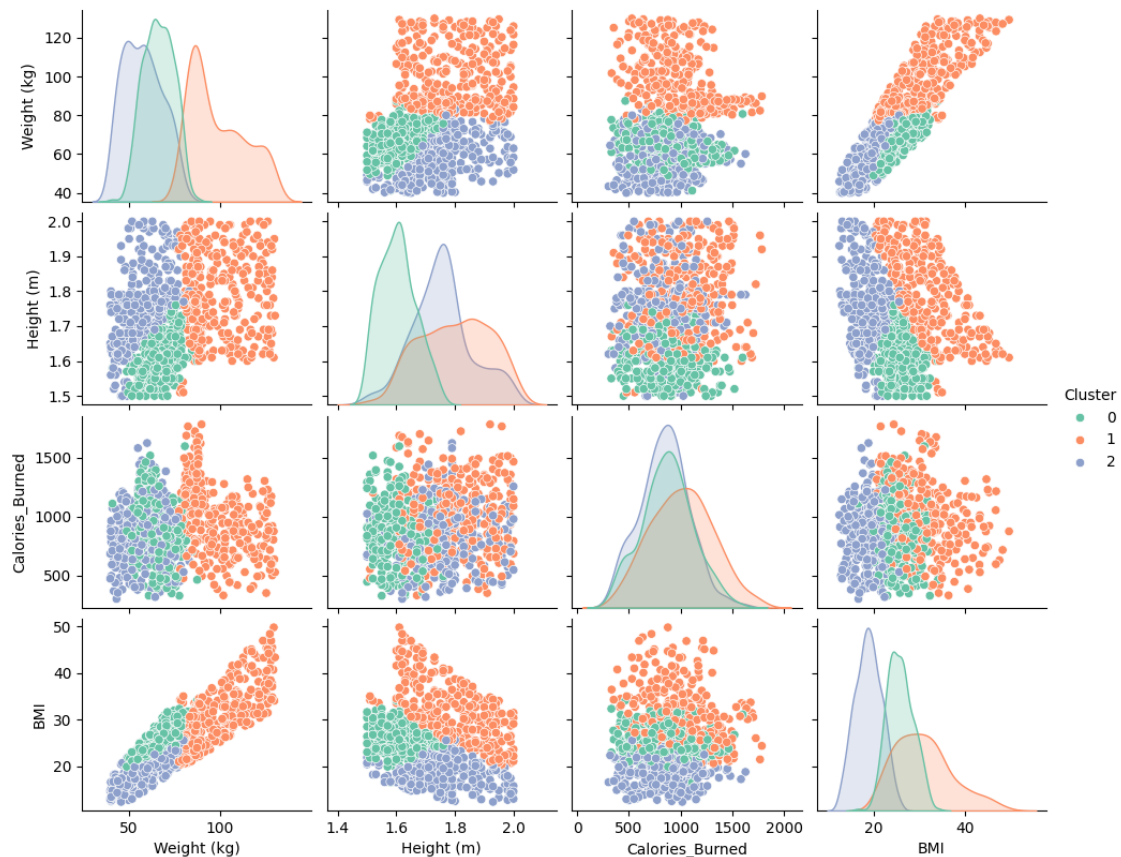 Weight (kg)
120
100
80
60
40
Height (m)
2.0
1.9
1.8
1.7
1.6
1.5
Cluster
0
1
2
Calories_Burned
1500
1000
500
BMI
50
40
30
20
50 100
1.4 1.6 1.8 2.0
0 500 1000 1500 2000
20 40
Weight (kg)
Height (m)
Calories_Burned
BMI